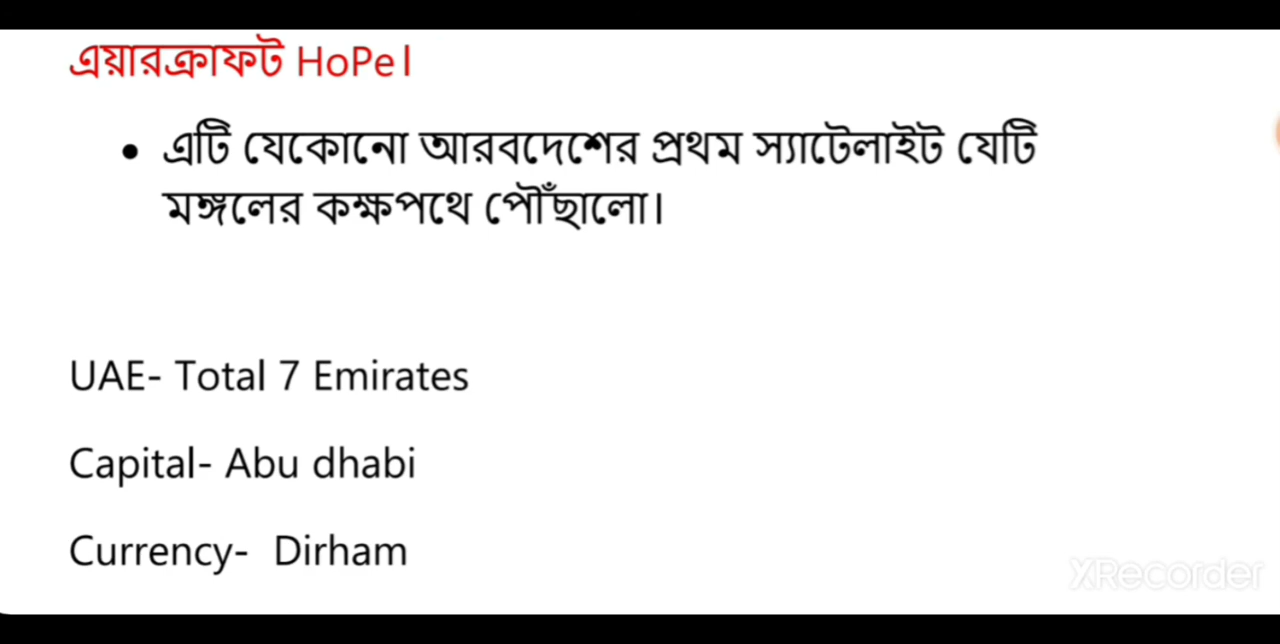 এয়ারক্রাফট HoPe।
• এটি যেকোনো আরবদেশের প্রথম স্যাটেলাইট যেটি
মঙ্গলের কক্ষপথে পৌঁছালো।
UAE- Total 7 Emirates
Capital- Abu dhabi
Currency- Dirham
XRecorder